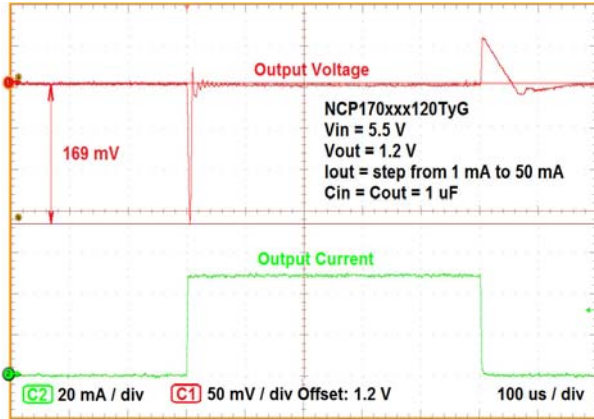 Output Voltage
NCP170xxx120TyG
Vin = 5.5 V
Vout = 1.2 V
169 mV
Iout = step from 1 mA to 50 mA
Cin = Cout = 1 uF
Output Current
C2 20 mA / div C1 50 mV / div Offset: 1.2 V 100 us / div